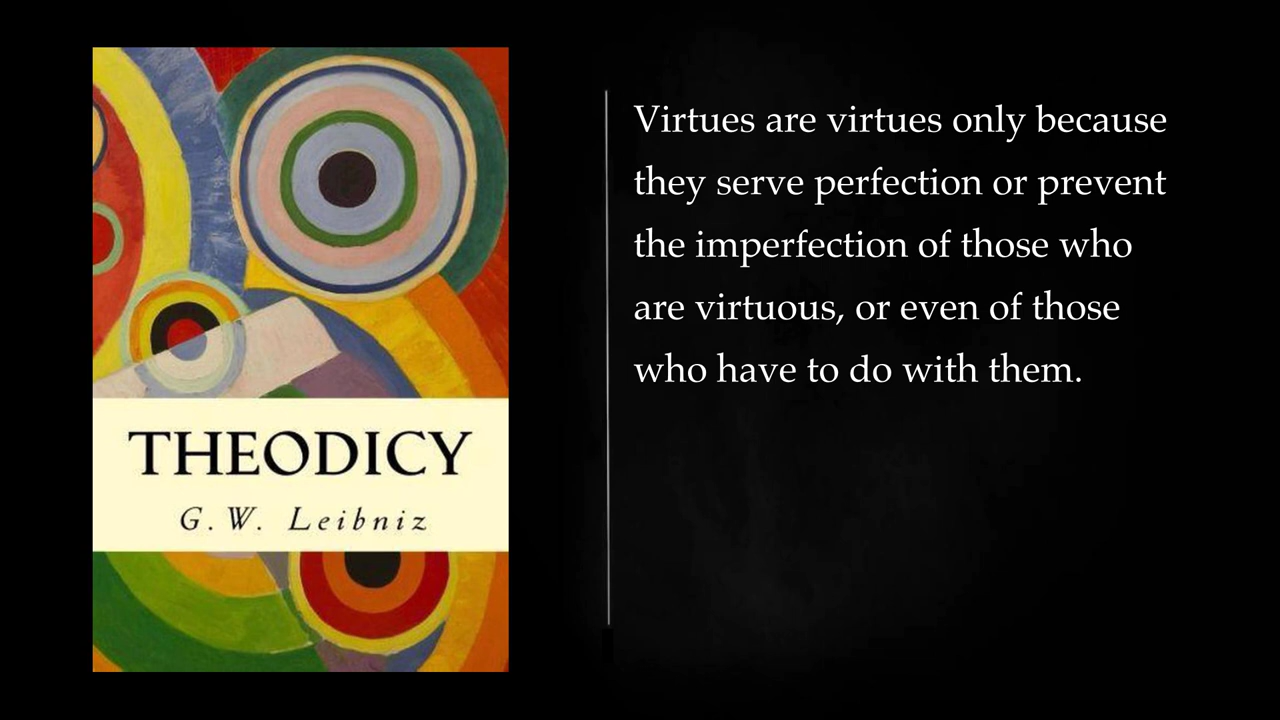 THEODICY
G. W. Leibniz
Virtues are virtues only because
they serve perfection or prevent
the imperfection of those who
are virtuous, or even of those
who have to do with them.